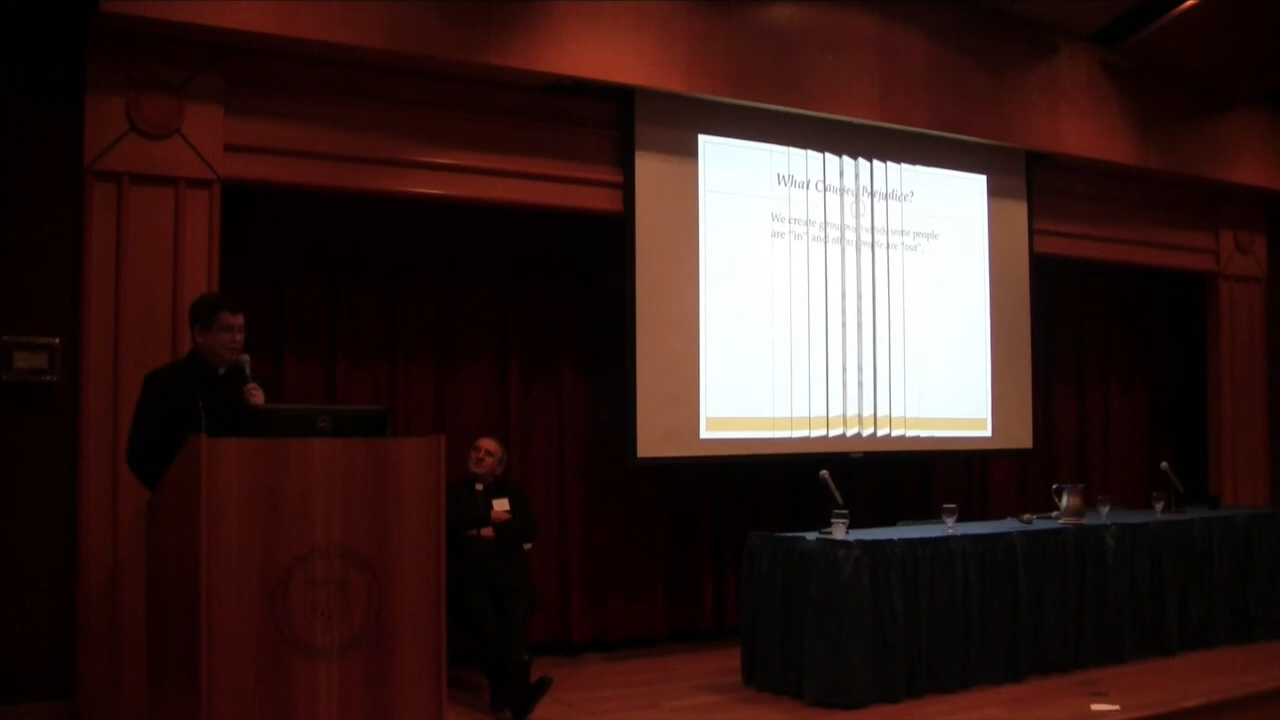 What Causes Prejudice?
We create groups in which some people
are "in" and other people are "out".